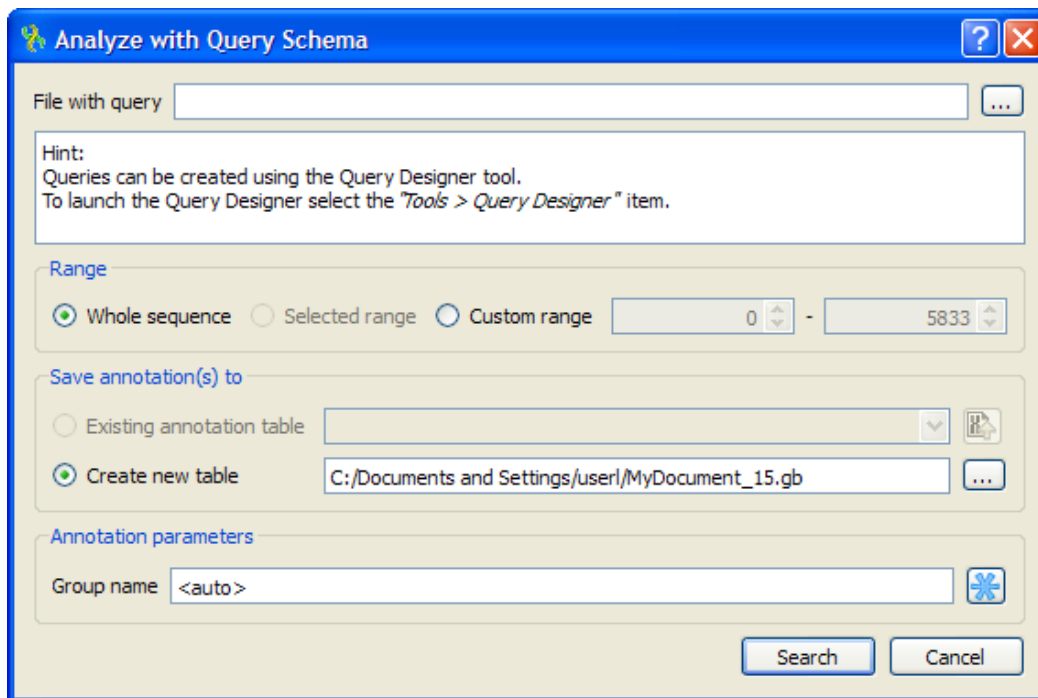 Analyze with Query Schema
File with query ...
Hint:
Queries can be created using the Query Designer tool.
To launch the Query Designer select the "Tools > Query Designer" item.
Range
Whole sequence Selected range Custom range 0 - 5833
Save annotation(s) to
Existing annotation table
Create new table C:/Documents and Settings/userl/MyDocument_15.gb ...
Annotation parameters
Group name <auto>
Search Cancel